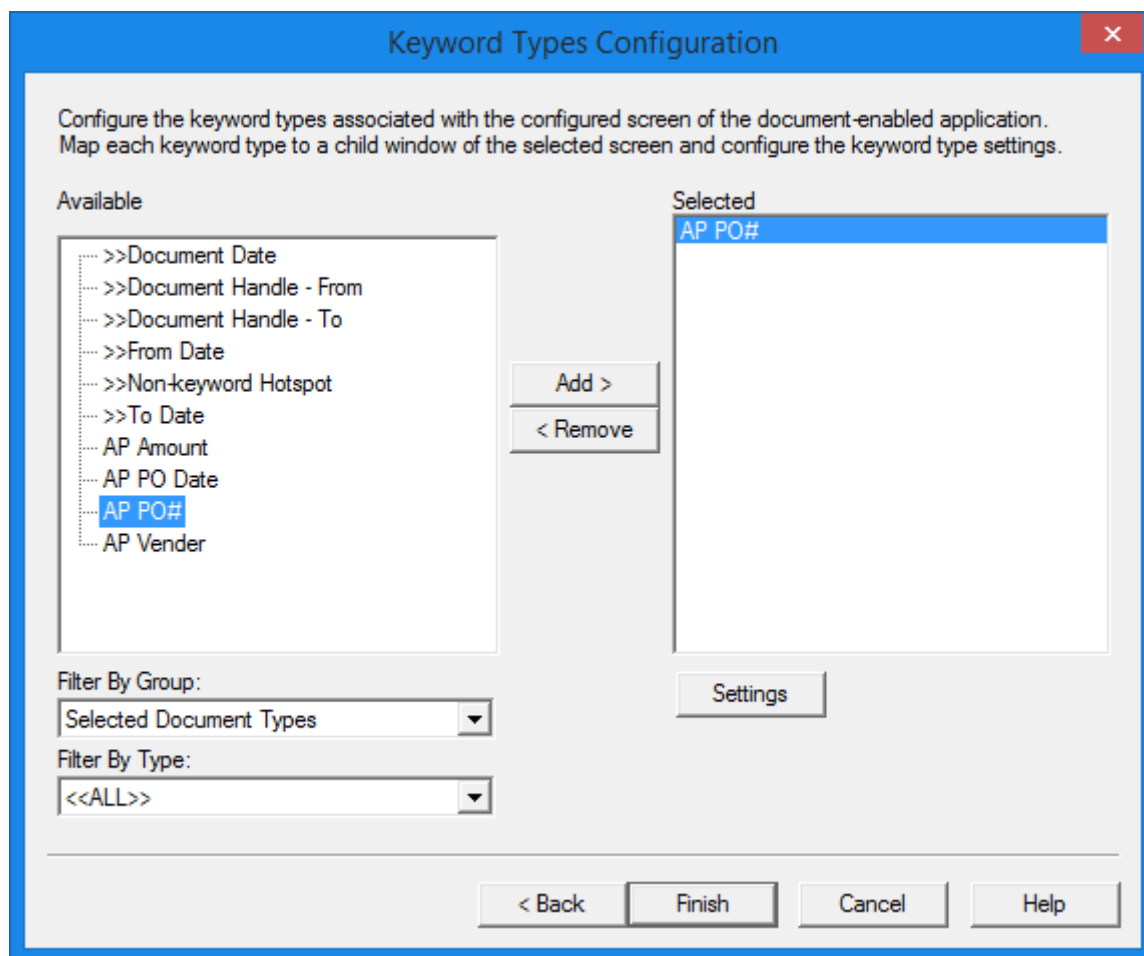 Keyword Types Configuration
Configure the keyword types associated with the configured screen of the document-enabled application.
Map each keyword type to a child window of the selected screen and configure the keyword type settings.
Available
>>Document Date
>>Document Handle - From
>>Document Handle - To
>>From Date
>>Non-keyword Hotspot
>>To Date
AP Amount
AP PO Date
AP PO#
AP Vender
Add >
< Remove
Selected
AP PO#
Settings
Filter By Group:
Selected Document Types
Filter By Type:
<<ALL>>
< Back
Finish
Cancel
Help